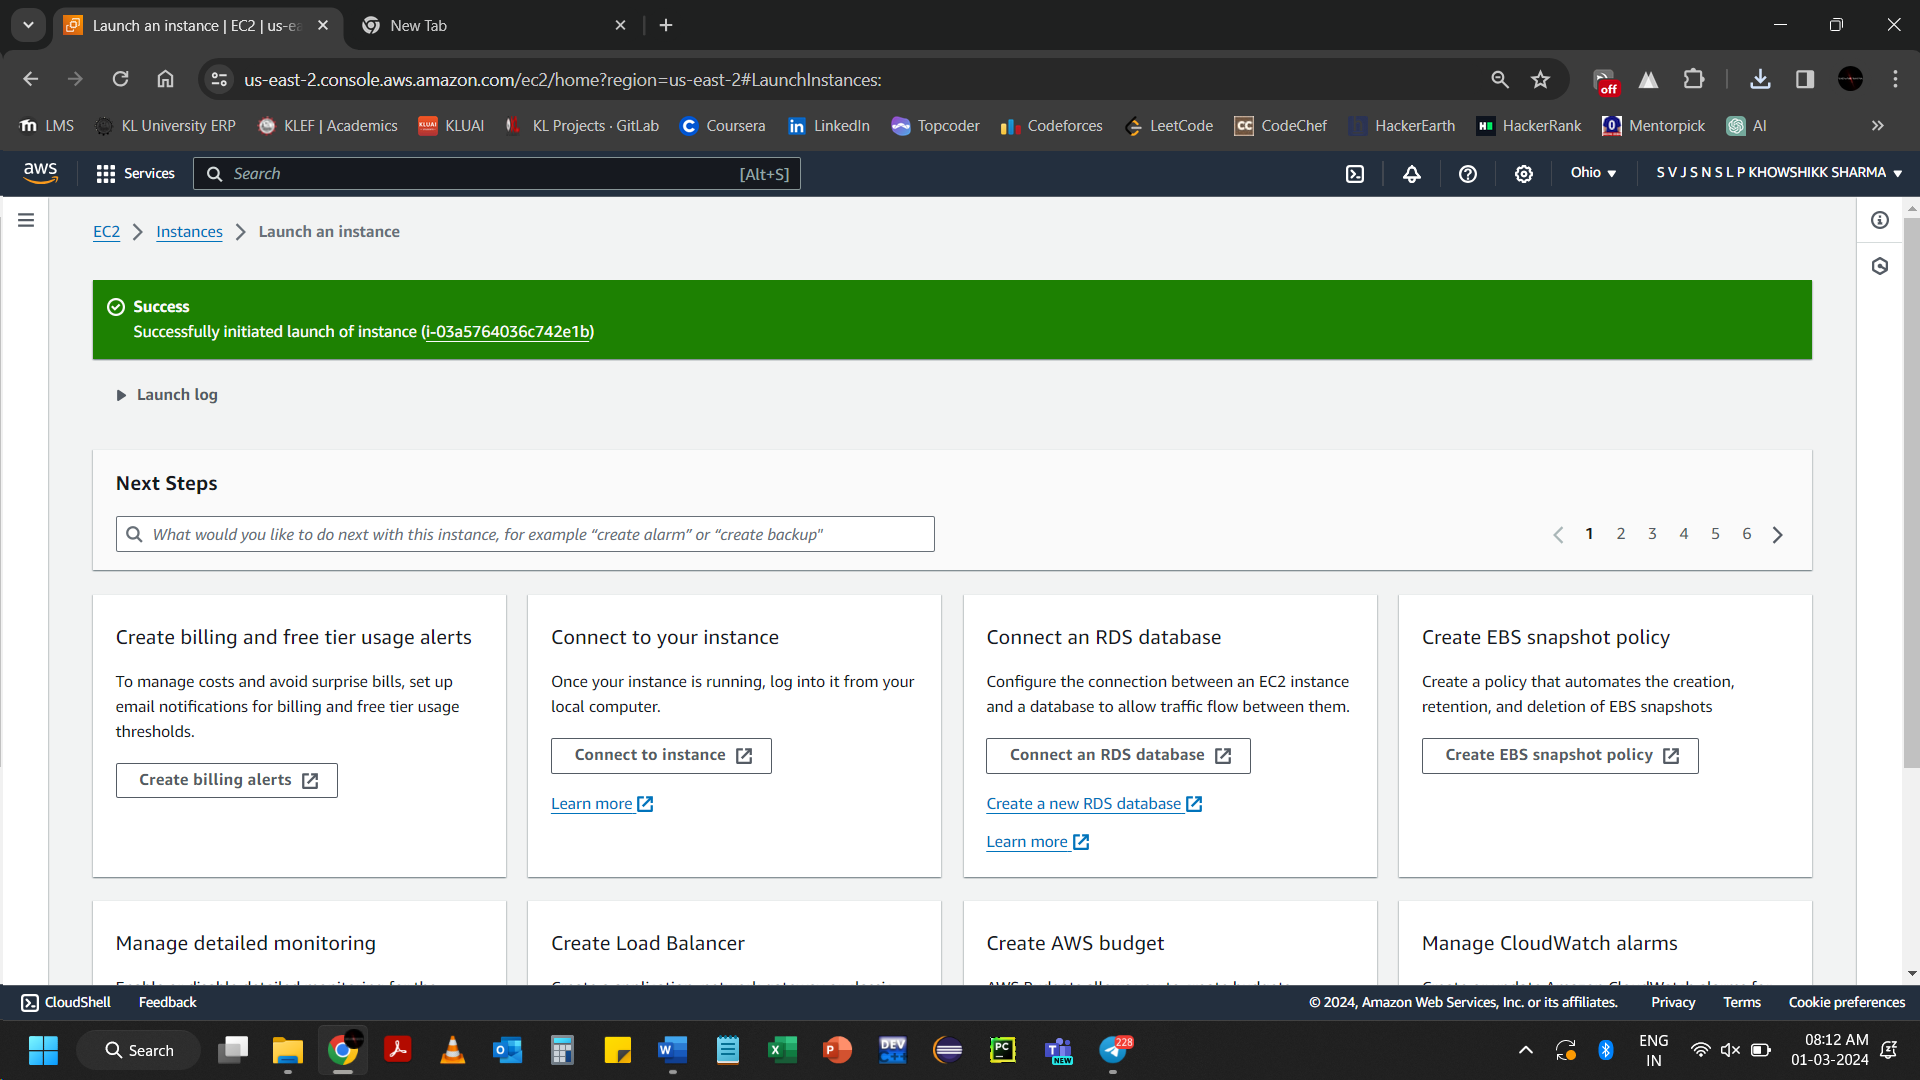 Launch an instance | EC2 | us-ea
New Tab
us-east-2.console.aws.amazon.com/ec2/home?region=us-east-2#LaunchInstances:
off
LMS
KL University ERP
KLEF | Academics
KLUAI
KL Projects · GitLab
Coursera
LinkedIn
Topcoder
Codeforces
LeetCode
CodeChef
HackerEarth
HackerRank
Mentorpick
AI
aws
Services
Search
[Alt+S]
Ohio
S V J S N S L P KHOWSHIKK SHARMA
EC2
Instances
Launch an instance
Success
Successfully initiated launch of instance (i-03a5764036c742e1b)
Launch log
Next Steps
What would you like to do next with this instance, for example “create alarm” or “create backup"
1 2 3 4 5 6
Create billing and free tier usage alerts
To manage costs and avoid surprise bills, set up
email notifications for billing and free tier usage
thresholds.
Create billing alerts
Connect to your instance
Once your instance is running, log into it from your
local computer.
Connect to instance
Learn more
Connect an RDS database
Configure the connection between an EC2 instance
and a database to allow traffic flow between them.
Connect an RDS database
Create a new RDS database
Learn more
Create EBS snapshot policy
Create a policy that automates the creation,
retention, and deletion of EBS snapshots
Create EBS snapshot policy
Manage detailed monitoring
Create Load Balancer
Create AWS budget
Manage CloudWatch alarms
CloudShell
Feedback
© 2024, Amazon Web Services, Inc. or its affiliates.
Privacy
Terms
Cookie preferences
Search
DEV
PC
NEW
228
ENG
IN
08:12 AM
01-03-2024